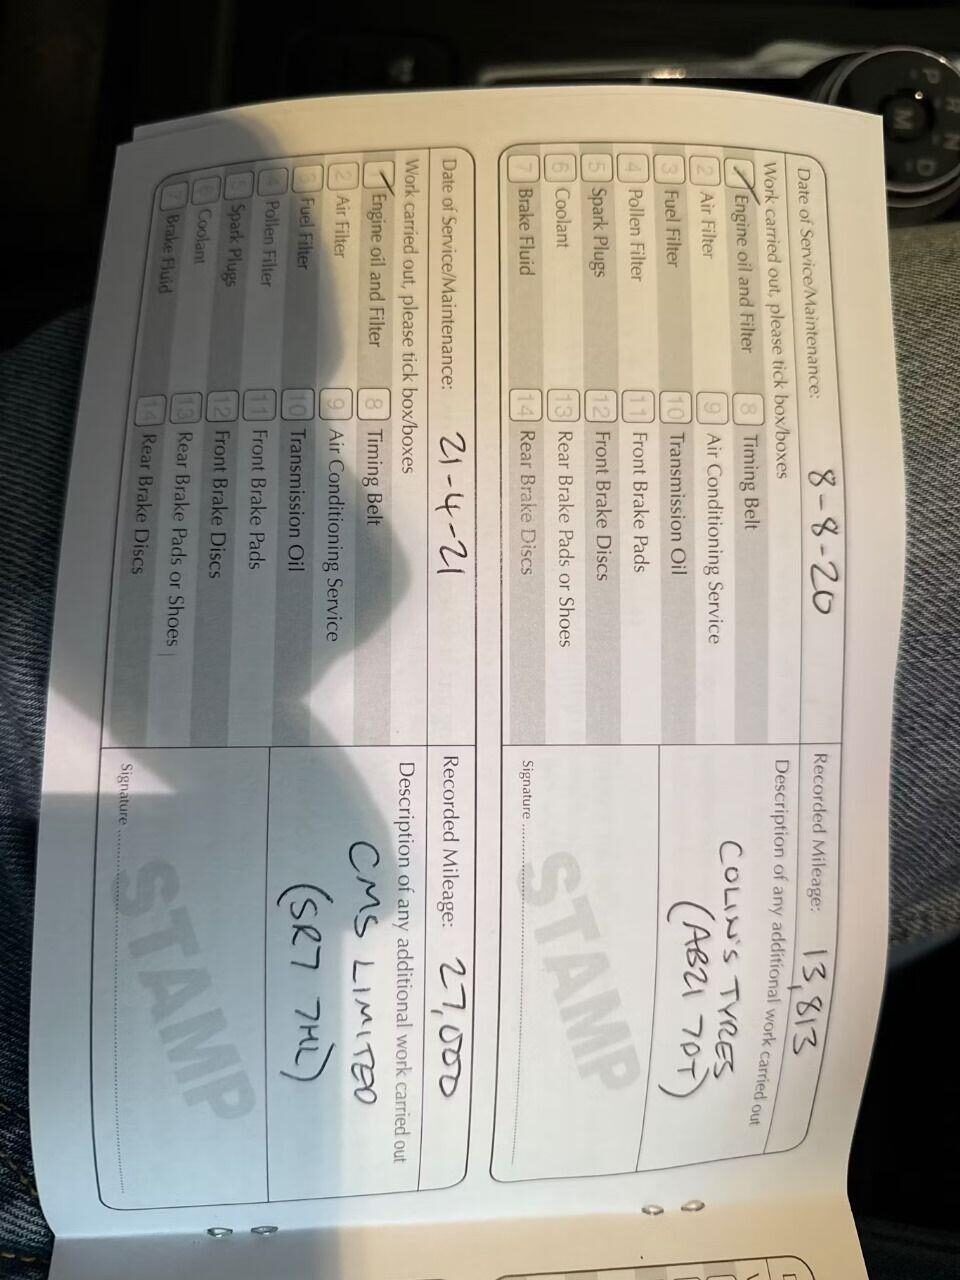 Date of Service/Maintenance: 8-8-20
Recorded Mileage: 13,813
Work carried out, please tick box/boxes
1 Engine oil and Filter
2 Air Filter
3 Fuel Filter
4 Pollen Filter
5 Spark Plugs
6 Coolant
7 Brake Fluid
8 Timing Belt
9 Air Conditioning Service
10 Transmission Oil
11 Front Brake Pads
12 Front Brake Discs
13 Rear Brake Pads or Shoes
14 Rear Brake Discs
Description of any additional work carried out
COLIN'S TYRES
(AB21 7DT)
STAMP
Signature
Date of Service/Maintenance: 21-4-21
Recorded Mileage: 27,000
Work carried out, please tick box/boxes
1 Engine oil and Filter
2 Air Filter
3 Fuel Filter
4 Pollen Filter
5 Spark Plugs
6 Coolant
7 Brake Fluid
8 Timing Belt
9 Air Conditioning Service
10 Transmission Oil
11 Front Brake Pads
12 Front Brake Discs
13 Rear Brake Pads or Shoes
14 Rear Brake Discs
Description of any additional work carried out
CMS LIMITED
(SR7 7HL)
STAMP
Signature
P R N D
M